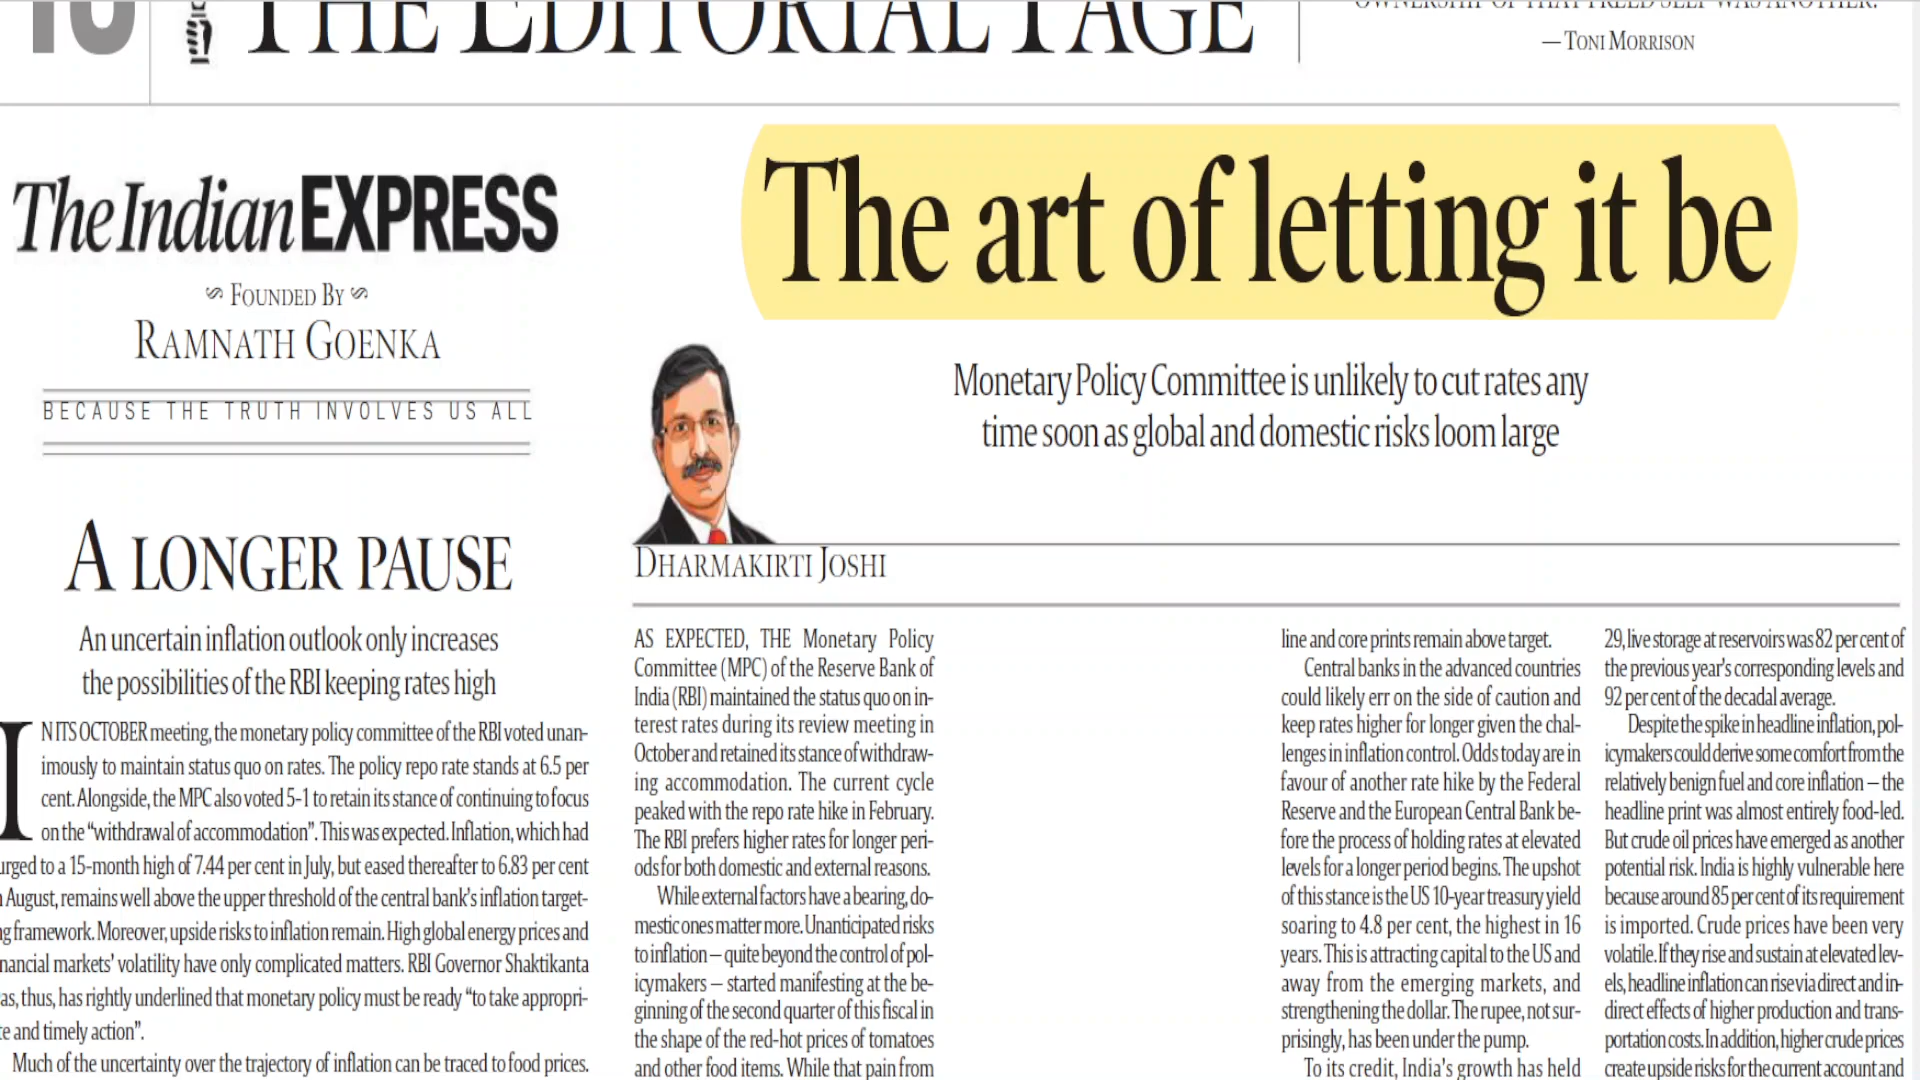 THE EDITORIAL PAGE
— TONI MORRISON
The Indian EXPRESS
FOUNDED BY
RAMNATH GOENKA
BECAUSE THE TRUTH INVOLVES US ALL
A LONGER PAUSE
An uncertain inflation outlook only increases
the possibilities of the RBI keeping rates high
IN ITS OCTOBER meeting, the monetary policy committee of the RBI voted unan-
imously to maintain status quo on rates. The policy repo rate stands at 6.5 per
cent. Alongside, the MPC also voted 5-1 to retain its stance of continuing to focus
on the “withdrawal of accommodation”. This was expected. Inflation, which had
urged to a 15-month high of 7.44 per cent in July, but eased thereafter to 6.83 per cent
August, remains well above the upper threshold of the central bank's inflation target-
g framework. Moreover, upside risks to inflation remain. High global energy prices and
nancial markets' volatility have only complicated matters. RBI Governor Shaktikanta
as, thus, has rightly underlined that monetary policy must be ready “to take appropri-
te and timely action”.
Much of the uncertainty over the trajectory of inflation can be traced to food prices.
The art of letting it be
Monetary Policy Committee is unlikely to cut rates any
time soon as global and domestic risks loom large
DHARMAKIRTI JOSHI
AS EXPECTED, THE Monetary Policy
Committee (MPC) of the Reserve Bank of
India (RBI) maintained the status quo on in-
terest rates during its review meeting in
October and retained its stance of withdraw-
ing accommodation. The current cycle
peaked with the repo rate hike in February.
The RBI prefers higher rates for longer peri-
ods for both domestic and external reasons.
While external factors have a bearing, do-
mestic ones matter more. Unanticipated risks
to inflation — quite beyond the control of pol-
icymakers — started manifesting at the be-
ginning of the second quarter of this fiscal in
the shape of the red-hot prices of tomatoes
and other food items. While that pain from
line and core prints remain above target.
Central banks in the advanced countries
could likely err on the side of caution and
keep rates higher for longer given the chal-
lenges in inflation control. Odds today are in
favour of another rate hike by the Federal
Reserve and the European Central Bank be-
fore the process of holding rates at elevated
levels for a longer period begins. The upshot
of this stance is the US 10-year treasury yield
soaring to 4.8 per cent, the highest in 16
years. This is attracting capital to the US and
away from the emerging markets, and
strengthening the dollar. The rupee, not sur-
prisingly, has been under the pump.
To its credit, India's growth has held
29, live storage at reservoirs was 82 per cent of
the previous year's corresponding levels and
92 per cent of the decadal average.
Despite the spike in headline inflation, pol-
icymakers could derive some comfort from the
relatively benign fuel and core inflation — the
headline print was almost entirely food-led.
But crude oil prices have emerged as another
potential risk. India is highly vulnerable here
because around 85 per cent of its requirement
is imported. Crude prices have been very
volatile. If they rise and sustain at elevated lev-
els, headline inflation can rise via direct and in-
direct effects of higher production and trans-
portation costs. In addition, higher crude prices
create upside risks for the current account and